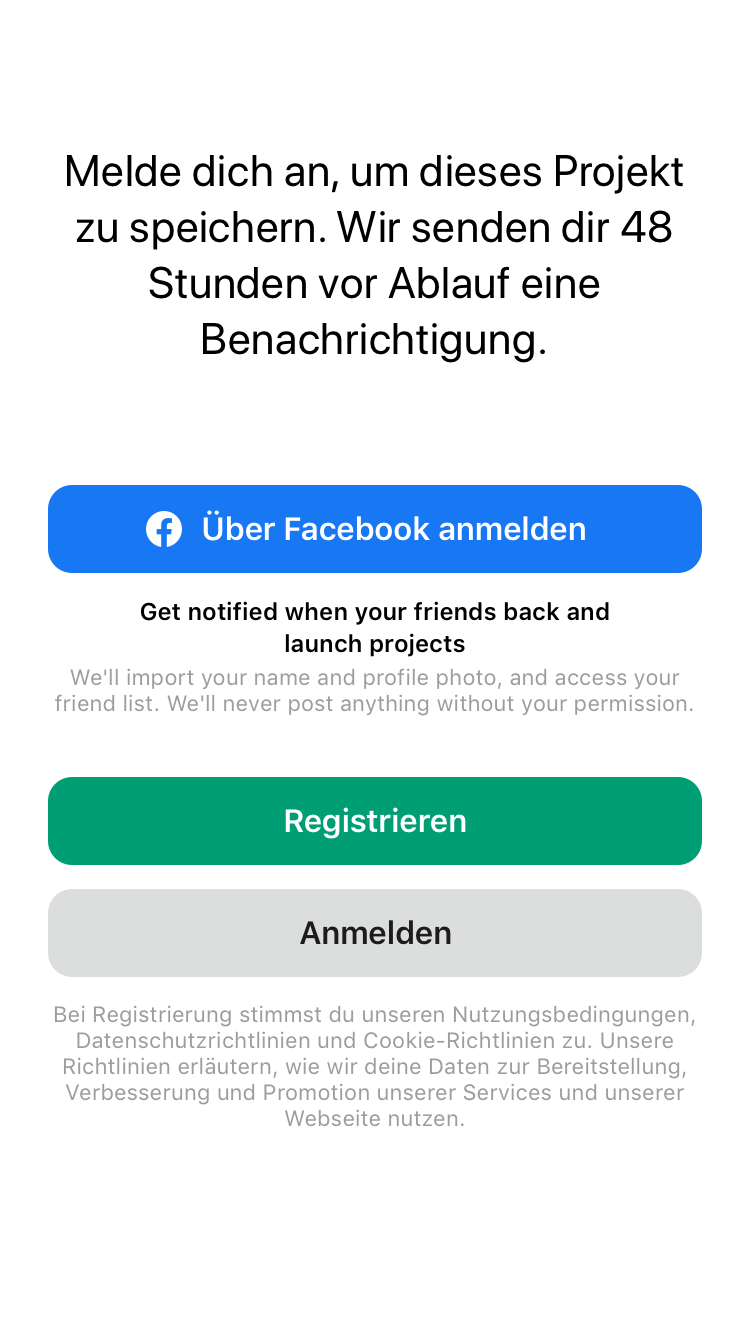 Melde dich an, um dieses Projekt
zu speichern. Wir senden dir 48
Stunden vor Ablauf eine
Benachrichtigung.
Über Facebook anmelden
Get notified when your friends back and
launch projects
We'll import your name and profile photo, and access your
friend list. We'll never post anything without your permission.
Registrieren
Anmelden
Bei Registrierung stimmst du unseren Nutzungsbedingungen,
Datenschutzrichtlinien und Cookie-Richtlinien zu. Unsere
Richtlinien erläutern, wie wir deine Daten zur Bereitstellung,
Verbesserung und Promotion unserer Services und unserer
Webseite nutzen.